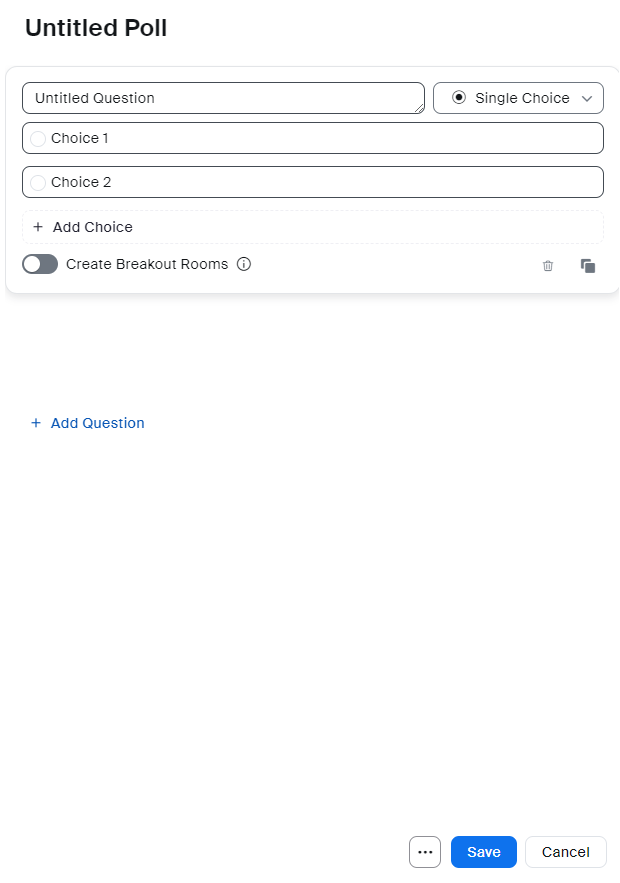 Untitled Poll
Untitled Question
Single Choice
Choice 1
Choice 2
+ Add Choice
Create Breakout Rooms
+ Add Question
Save
Cancel